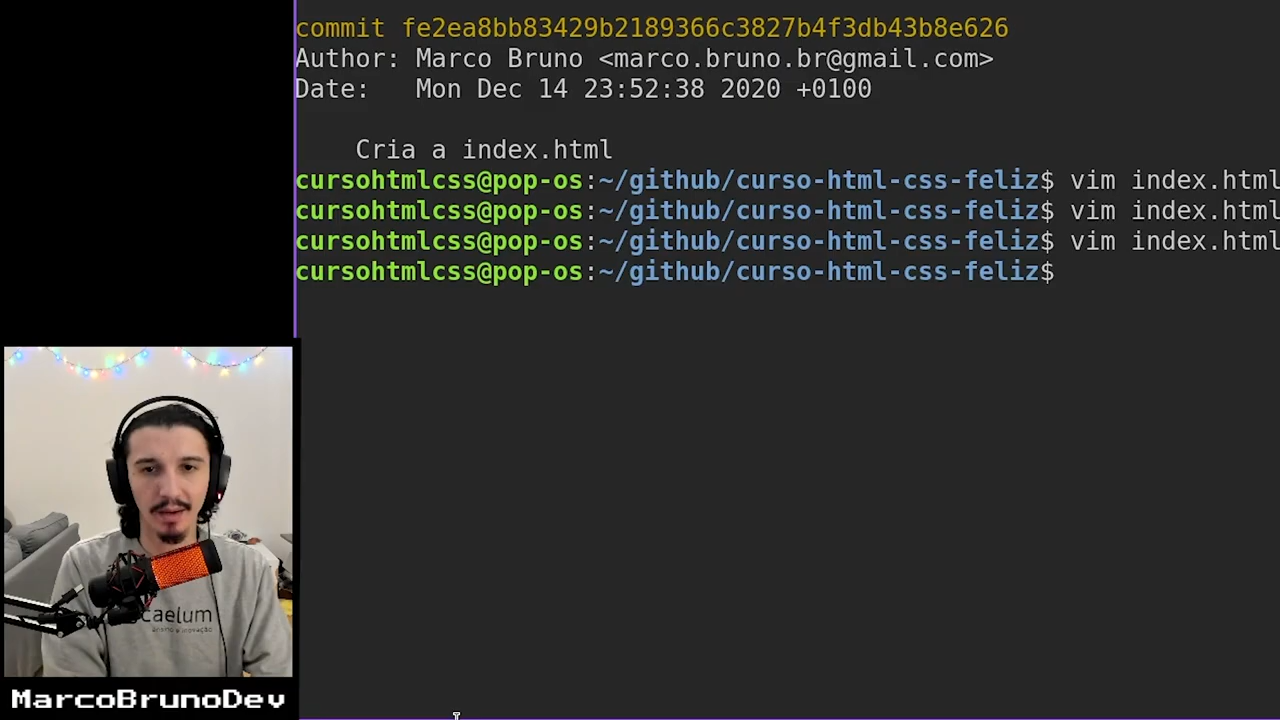 commit fe2ea8bb83429b2189366c3827b4f3db43b8e626
Author: Marco Bruno <marco.bruno.br@gmail.com>
Date:   Mon Dec 14 23:52:38 2020 +0100
    Cria a index.html
cursohtmlcss@pop-os:~/github/curso-html-css-feliz$ vim index.html
cursohtmlcss@pop-os:~/github/curso-html-css-feliz$ vim index.html
cursohtmlcss@pop-os:~/github/curso-html-css-feliz$ vim index.html
cursohtmlcss@pop-os:~/github/curso-html-css-feliz$
caelum
ensino e inovação
MarcoBrunoDev